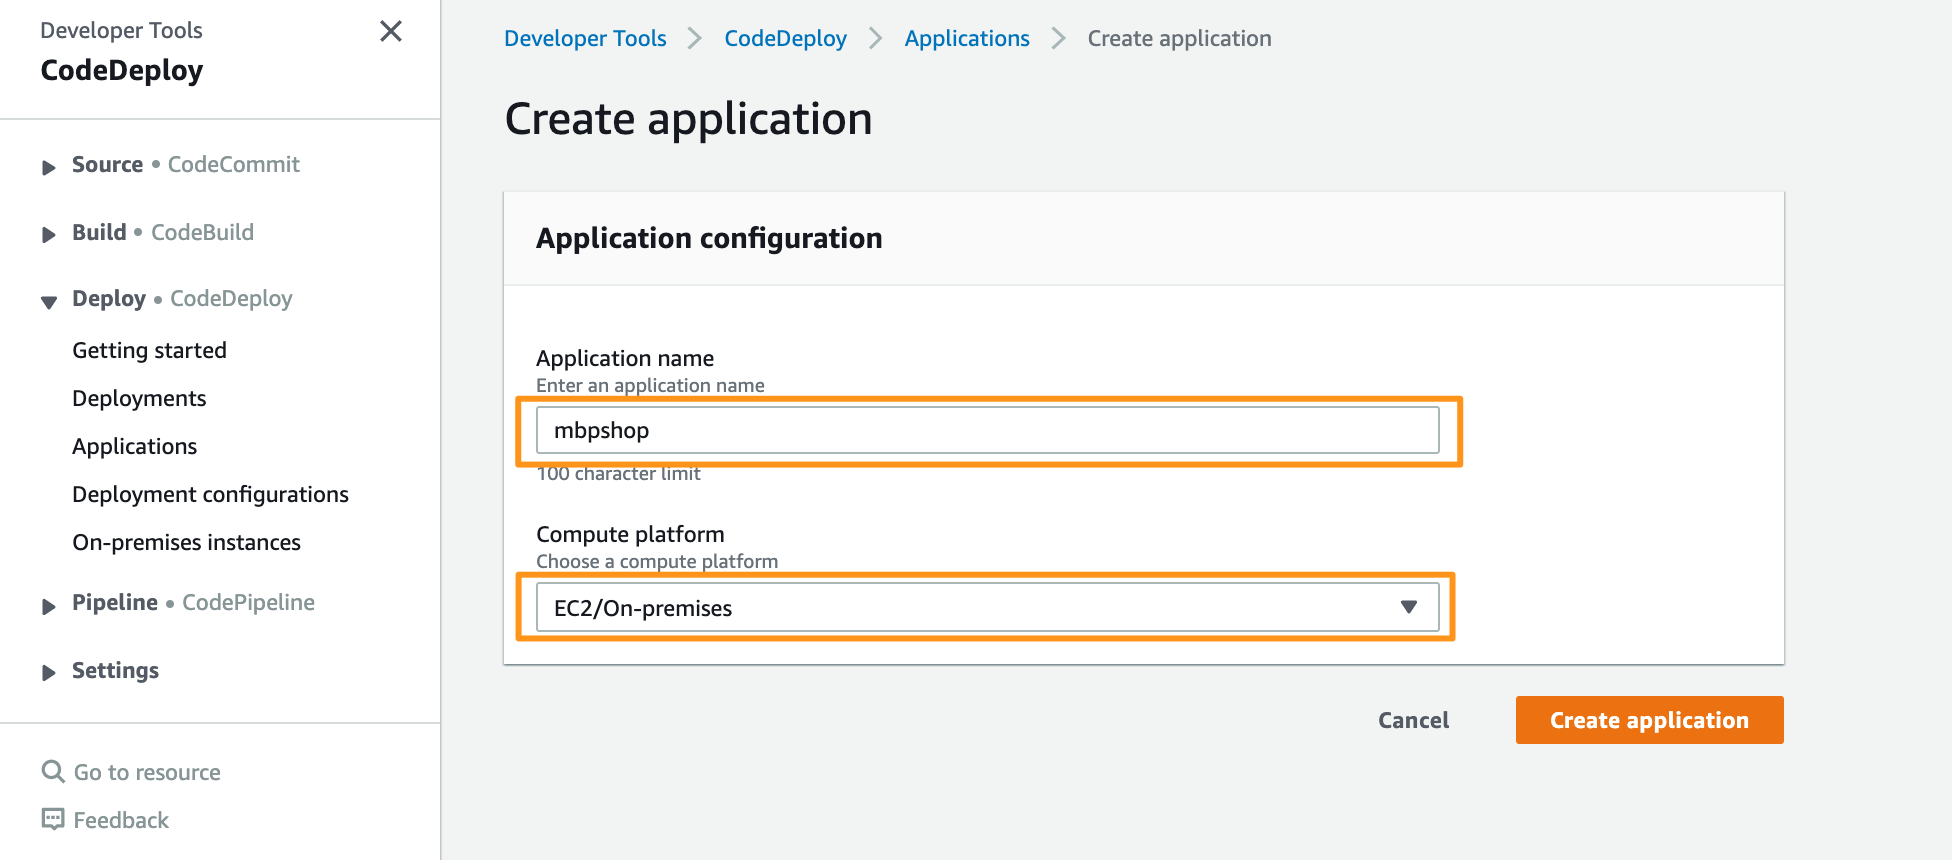 Developer Tools
CodeDeploy
Source • CodeCommit
Build • CodeBuild
Deploy • CodeDeploy
Getting started
Deployments
Applications
Deployment configurations
On-premises instances
Pipeline • CodePipeline
Settings
Go to resource
Feedback
Developer Tools > CodeDeploy > Applications > Create application
Create application
Application configuration
Application name
Enter an application name
mbpshop
100 character limit
Compute platform
Choose a compute platform
EC2/On-premises
Cancel
Create application